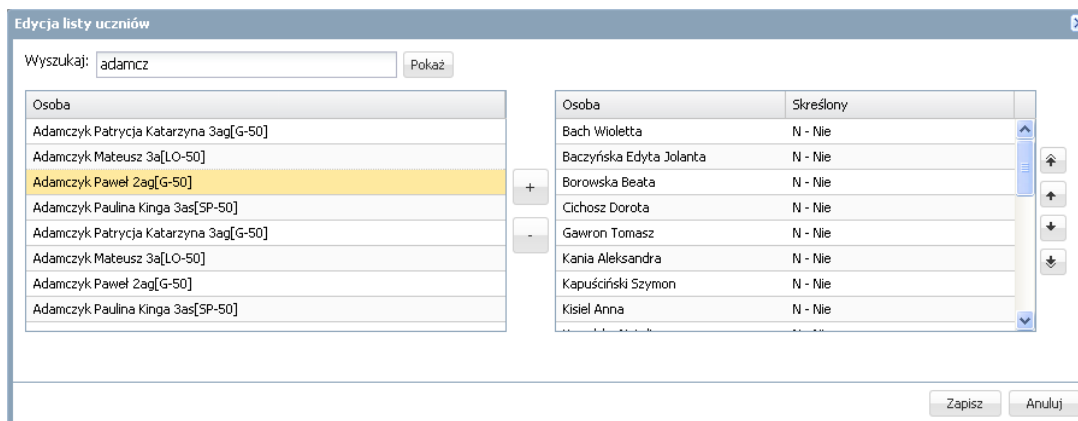 Edycja listy uczniów
Wyszukaj: adamcz Pokaż
Osoba Osoba Skreślony
Adamczyk Patrycja Katarzyna 3ag[G-50] Bach Wioletta N - Nie
Adamczyk Mateusz 3a[LO-50] Baczyńska Edyta Jolanta N - Nie
Adamczyk Paweł 2ag[G-50] + Borowska Beata N - Nie
Adamczyk Paulina Kinga 3as[SP-50] Cichosz Dorota N - Nie
Adamczyk Patrycja Katarzyna 3ag[G-50] - Gawron Tomasz N - Nie
Adamczyk Mateusz 3a[LO-50] Kania Aleksandra N - Nie
Adamczyk Paweł 2ag[G-50] Kapuściński Szymon N - Nie
Adamczyk Paulina Kinga 3as[SP-50] Kisiel Anna N - Nie
Zapisz Anuluj